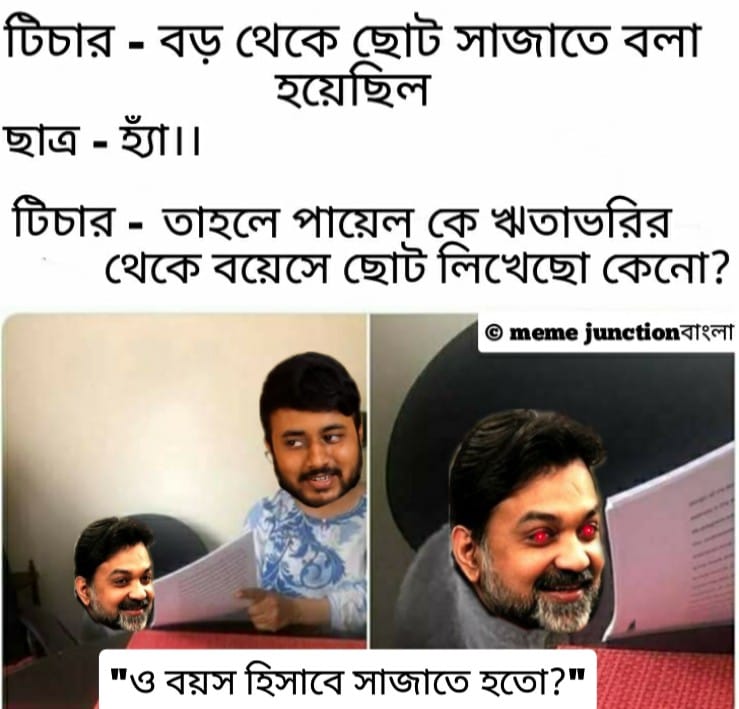 টিচার - বড় থেকে ছোট সাজাতে বলা
হয়েছিল
ছাত্র - হ্যাঁ।।
টিচার - তাহলে পায়েল কে ঋতাভরির
থেকে বয়েসে ছোট লিখেছো কেনো?
© meme junctionবাংলা
"ও বয়স হিসাবে সাজাতে হতো?"